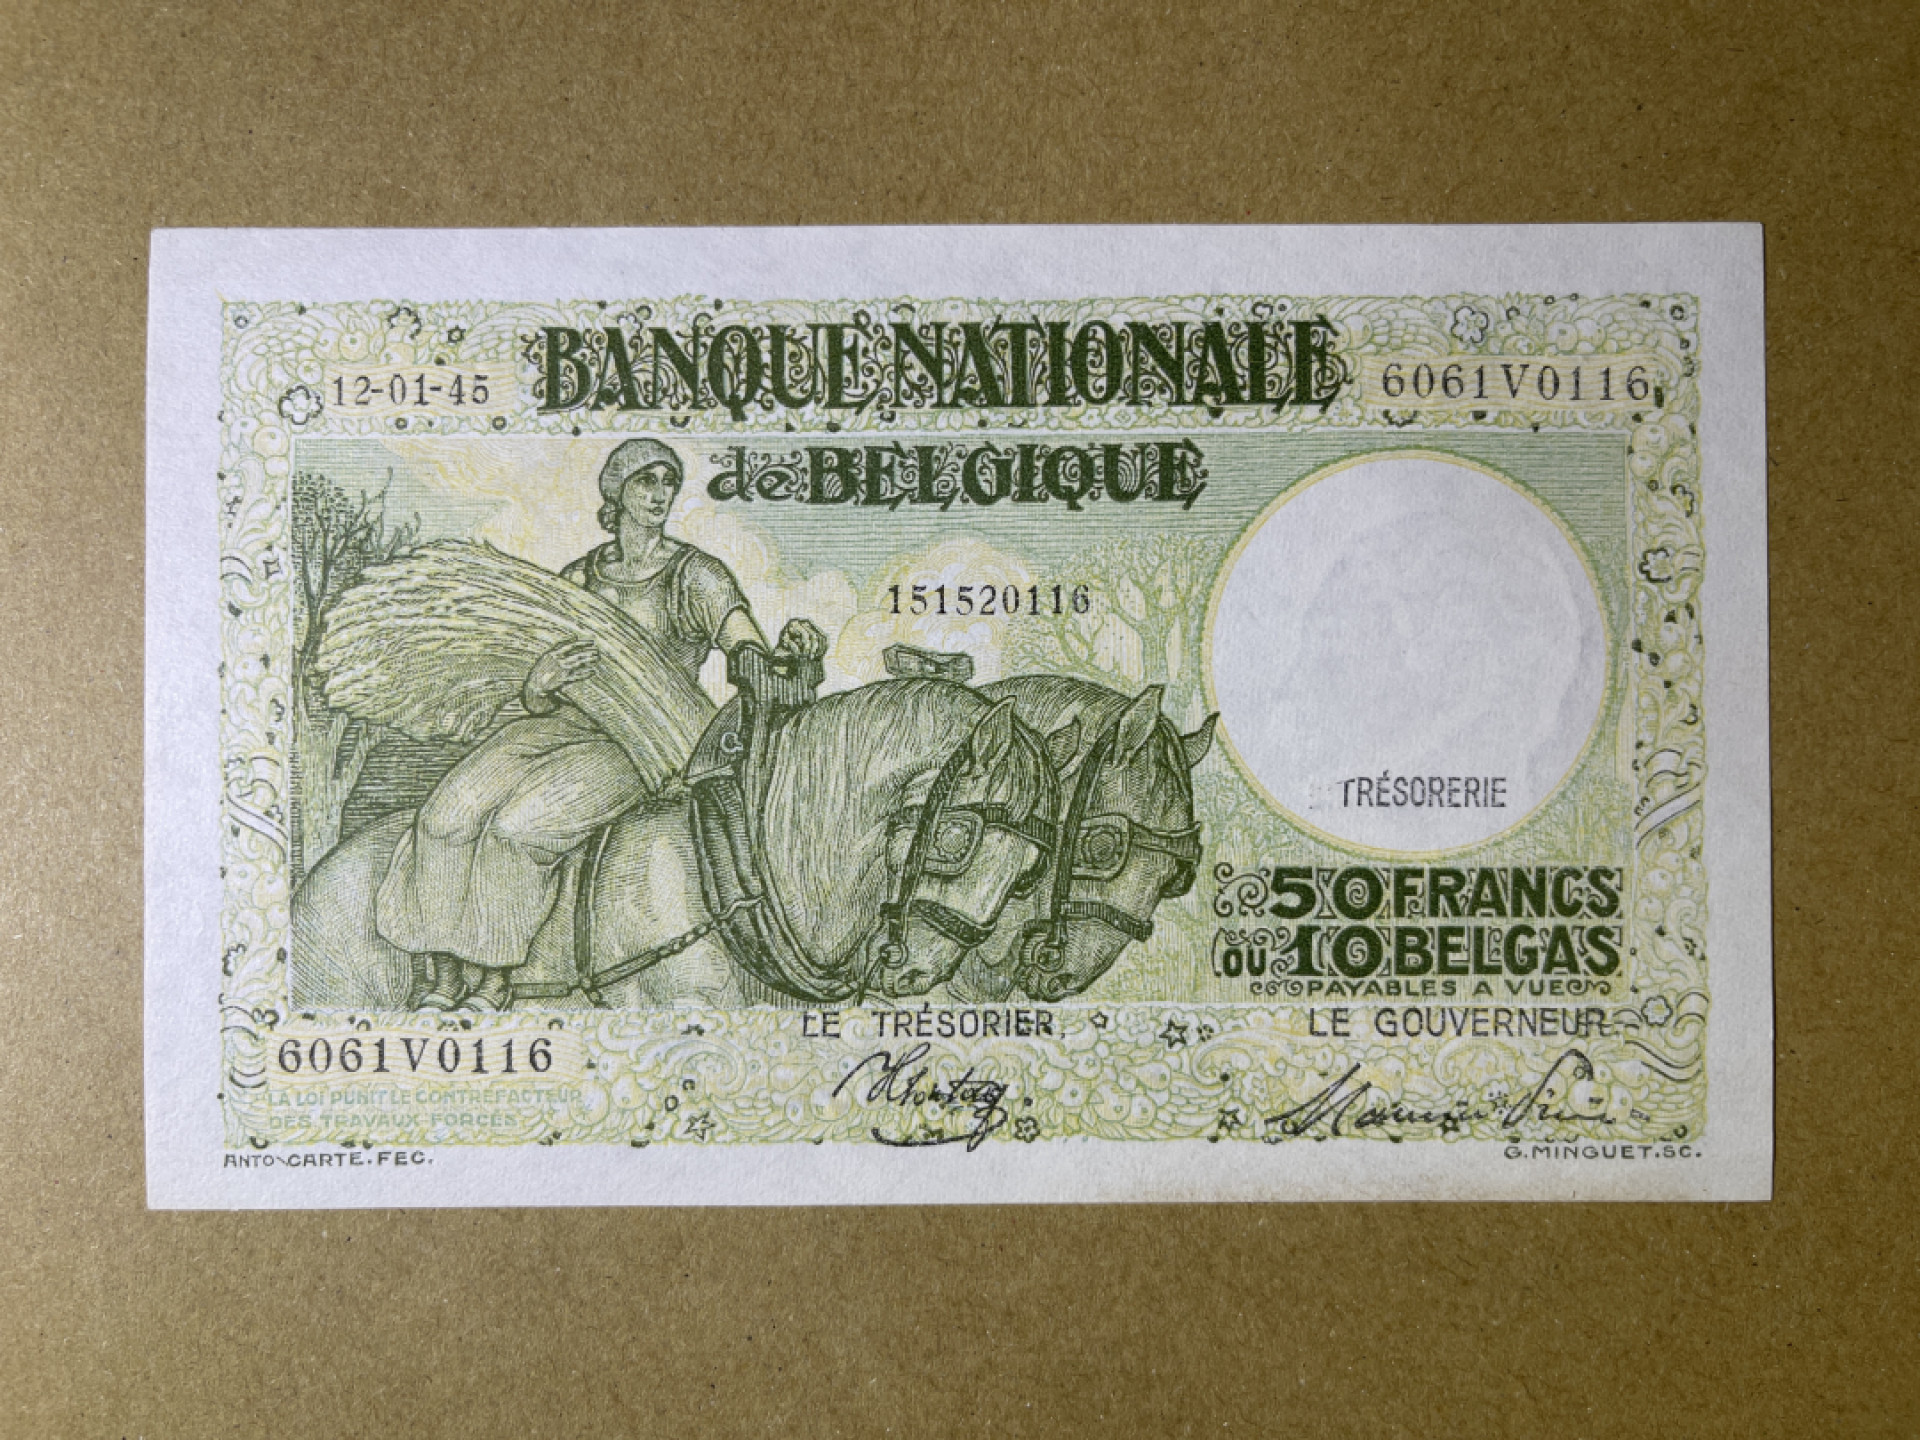 12-01-45
BANQUE NATIONALE
6061V0116
de BELGIQUE
151520116
TRÉSORERIE
50 FRANCS
OU 10 BELGAS
PAYABLES A VUE
LE TRÉSORIER,
LE GOUVERNEUR
6061V0116
LA LOI PUNIT LE CONTREFACTEUR
DES TRAVAUX FORCÉS
ANTO-CARTE.FEC.
G.MINGUET.SC.